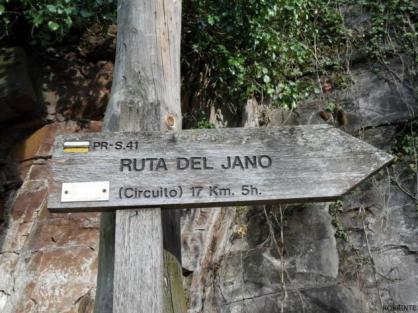 PR-S.41
RUTA DEL JANO
(Circuito) 17 Km. 5h.